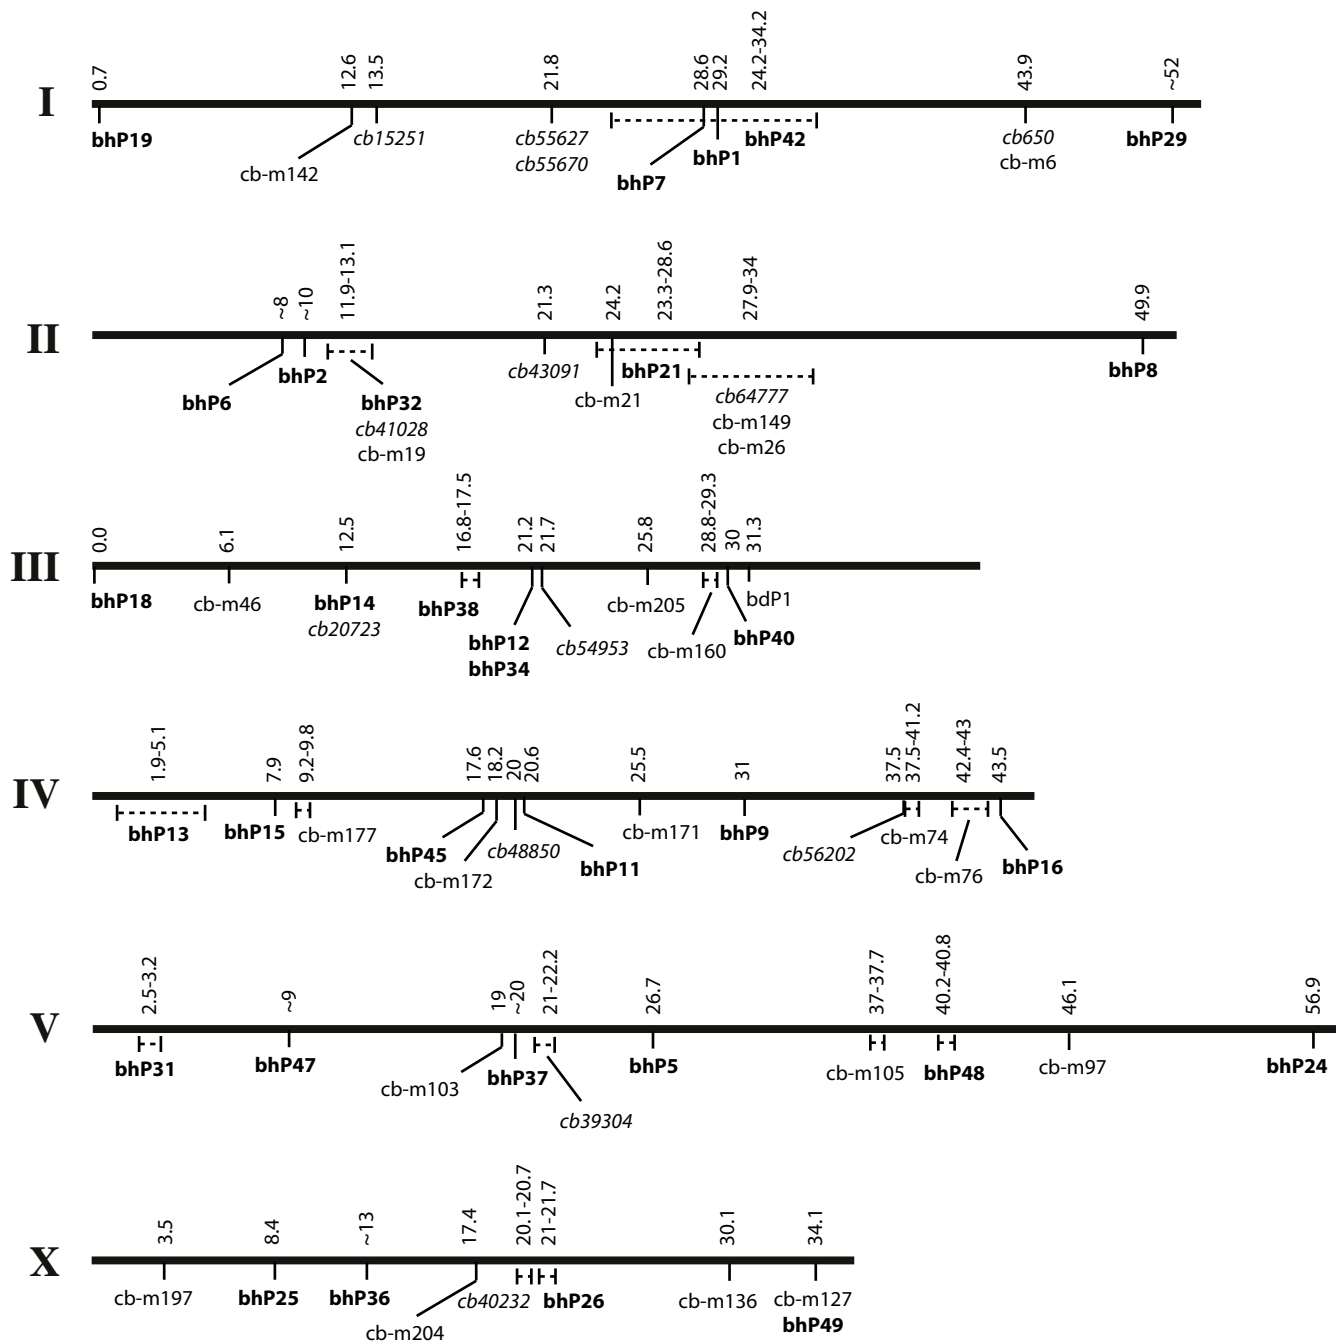 0.7 12.6 13.5 21.8 28.6 29.2 24.2-34.2 43.9 ~52
I
bhP19 cb-m142 cb15251 cb55627 bhP7 bhP1 bhP42 cb650 bhP29
cb55670 cb-m6
~8 ~10 11.9-13.1 21.3 24.2 23.3-28.6 27.9-34 49.9
II
bhP6 bhP2 bhP32 cb43091 cb-m21 bhP21 cb64777 bhP8
cb41028 cb-m149
cb-m19 cb-m26
0.0 6.1 12.5 16.8-17.5 21.2 21.7 25.8 28.8-29.3 30 31.3
III
bhP18 cb-m46 bhP14 bhP38 bhP12 cb54953 cb-m205 cb-m160 bhP40 bdP1
cb20723 bhP34
1.9-5.1 7.9 9.2-9.8 17.6 18.2 20 20.6 25.5 31 37.5 37.5-41.2 42.4-43 43.5
IV
bhP13 bhP15 cb-m177 bhP45 cb-m172 cb48850 bhP11 cb-m171 bhP9 cb56202 cb-m74 cb-m76 bhP16
2.5-3.2 ~9 19 ~20 21-22.2 26.7 37-37.7 40.2-40.8 46.1 56.9
V
bhP31 bhP47 cb-m103 bhP37 cb39304 bhP5 cb-m105 bhP48 cb-m97 bhP24
3.5 8.4 ~13 17.4 20.1-20.7 21-21.7 30.1 34.1
X
cb-m197 bhP25 bhP36 cb-m204 cb40232 bhP26 cb-m136 cb-m127
bhP49